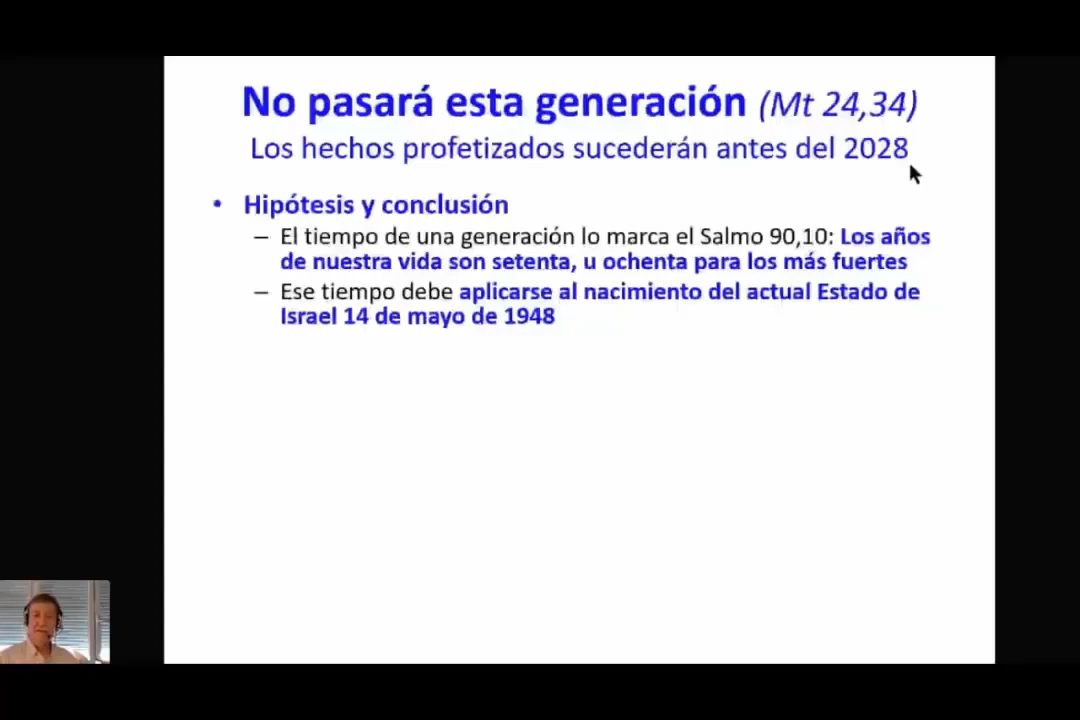 No pasará esta generación (Mt 24,34)
Los hechos profetizados sucederán antes del 2028
• Hipótesis y conclusión
– El tiempo de una generación lo marca el Salmo 90,10: Los años
de nuestra vida son setenta, u ochenta para los más fuertes
– Ese tiempo debe aplicarse al nacimiento del actual Estado de
Israel 14 de mayo de 1948